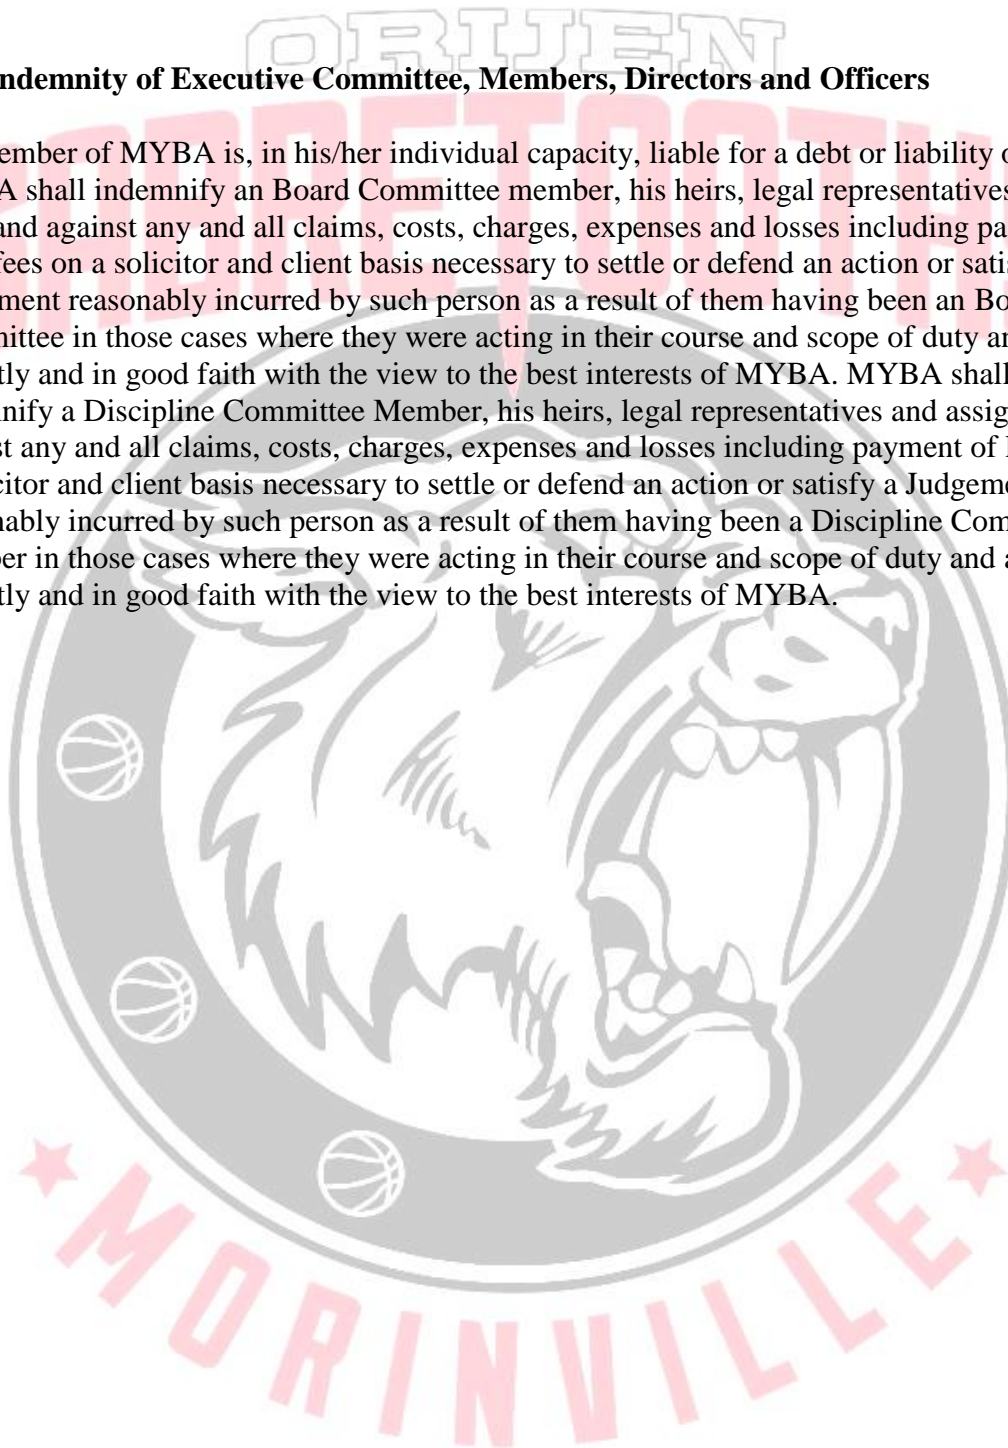 ORIJEN
ndemnity of Executive Committee, Members, Directors and Officers
SABRETOOTH
ember of MYBA is, in his/her individual capacity, liable for a debt or liability o
A shall indemnify an Board Committee member, his heirs, legal representatives
and against any and all claims, costs, charges, expenses and losses including pa
fees on a solicitor and client basis necessary to settle or defend an action or satis
ment reasonably incurred by such person as a result of them having been an Bo
mittee in those cases where they were acting in their course and scope of duty an
tly and in good faith with the view to the best interests of MYBA. MYBA shall
nify a Discipline Committee Member, his heirs, legal representatives and assig
st any and all claims, costs, charges, expenses and losses including payment of
citor and client basis necessary to settle or defend an action or satisfy a Judgeme
nably incurred by such person as a result of them having been a Discipline Com
ber in those cases where they were acting in their course and scope of duty and a
tly and in good faith with the view to the best interests of MYBA.
MORINVILLE